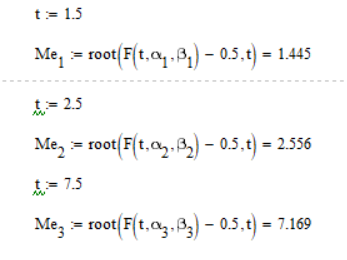 t := 1.5
Me₁ := root(F(t,α₁,β₁) − 0.5,t) = 1.445
t := 2.5
Me₂ := root(F(t,α₂,β₂) − 0.5,t) = 2.556
t := 7.5
Me₃ := root(F(t,α₃,β₃) − 0.5,t) = 7.169